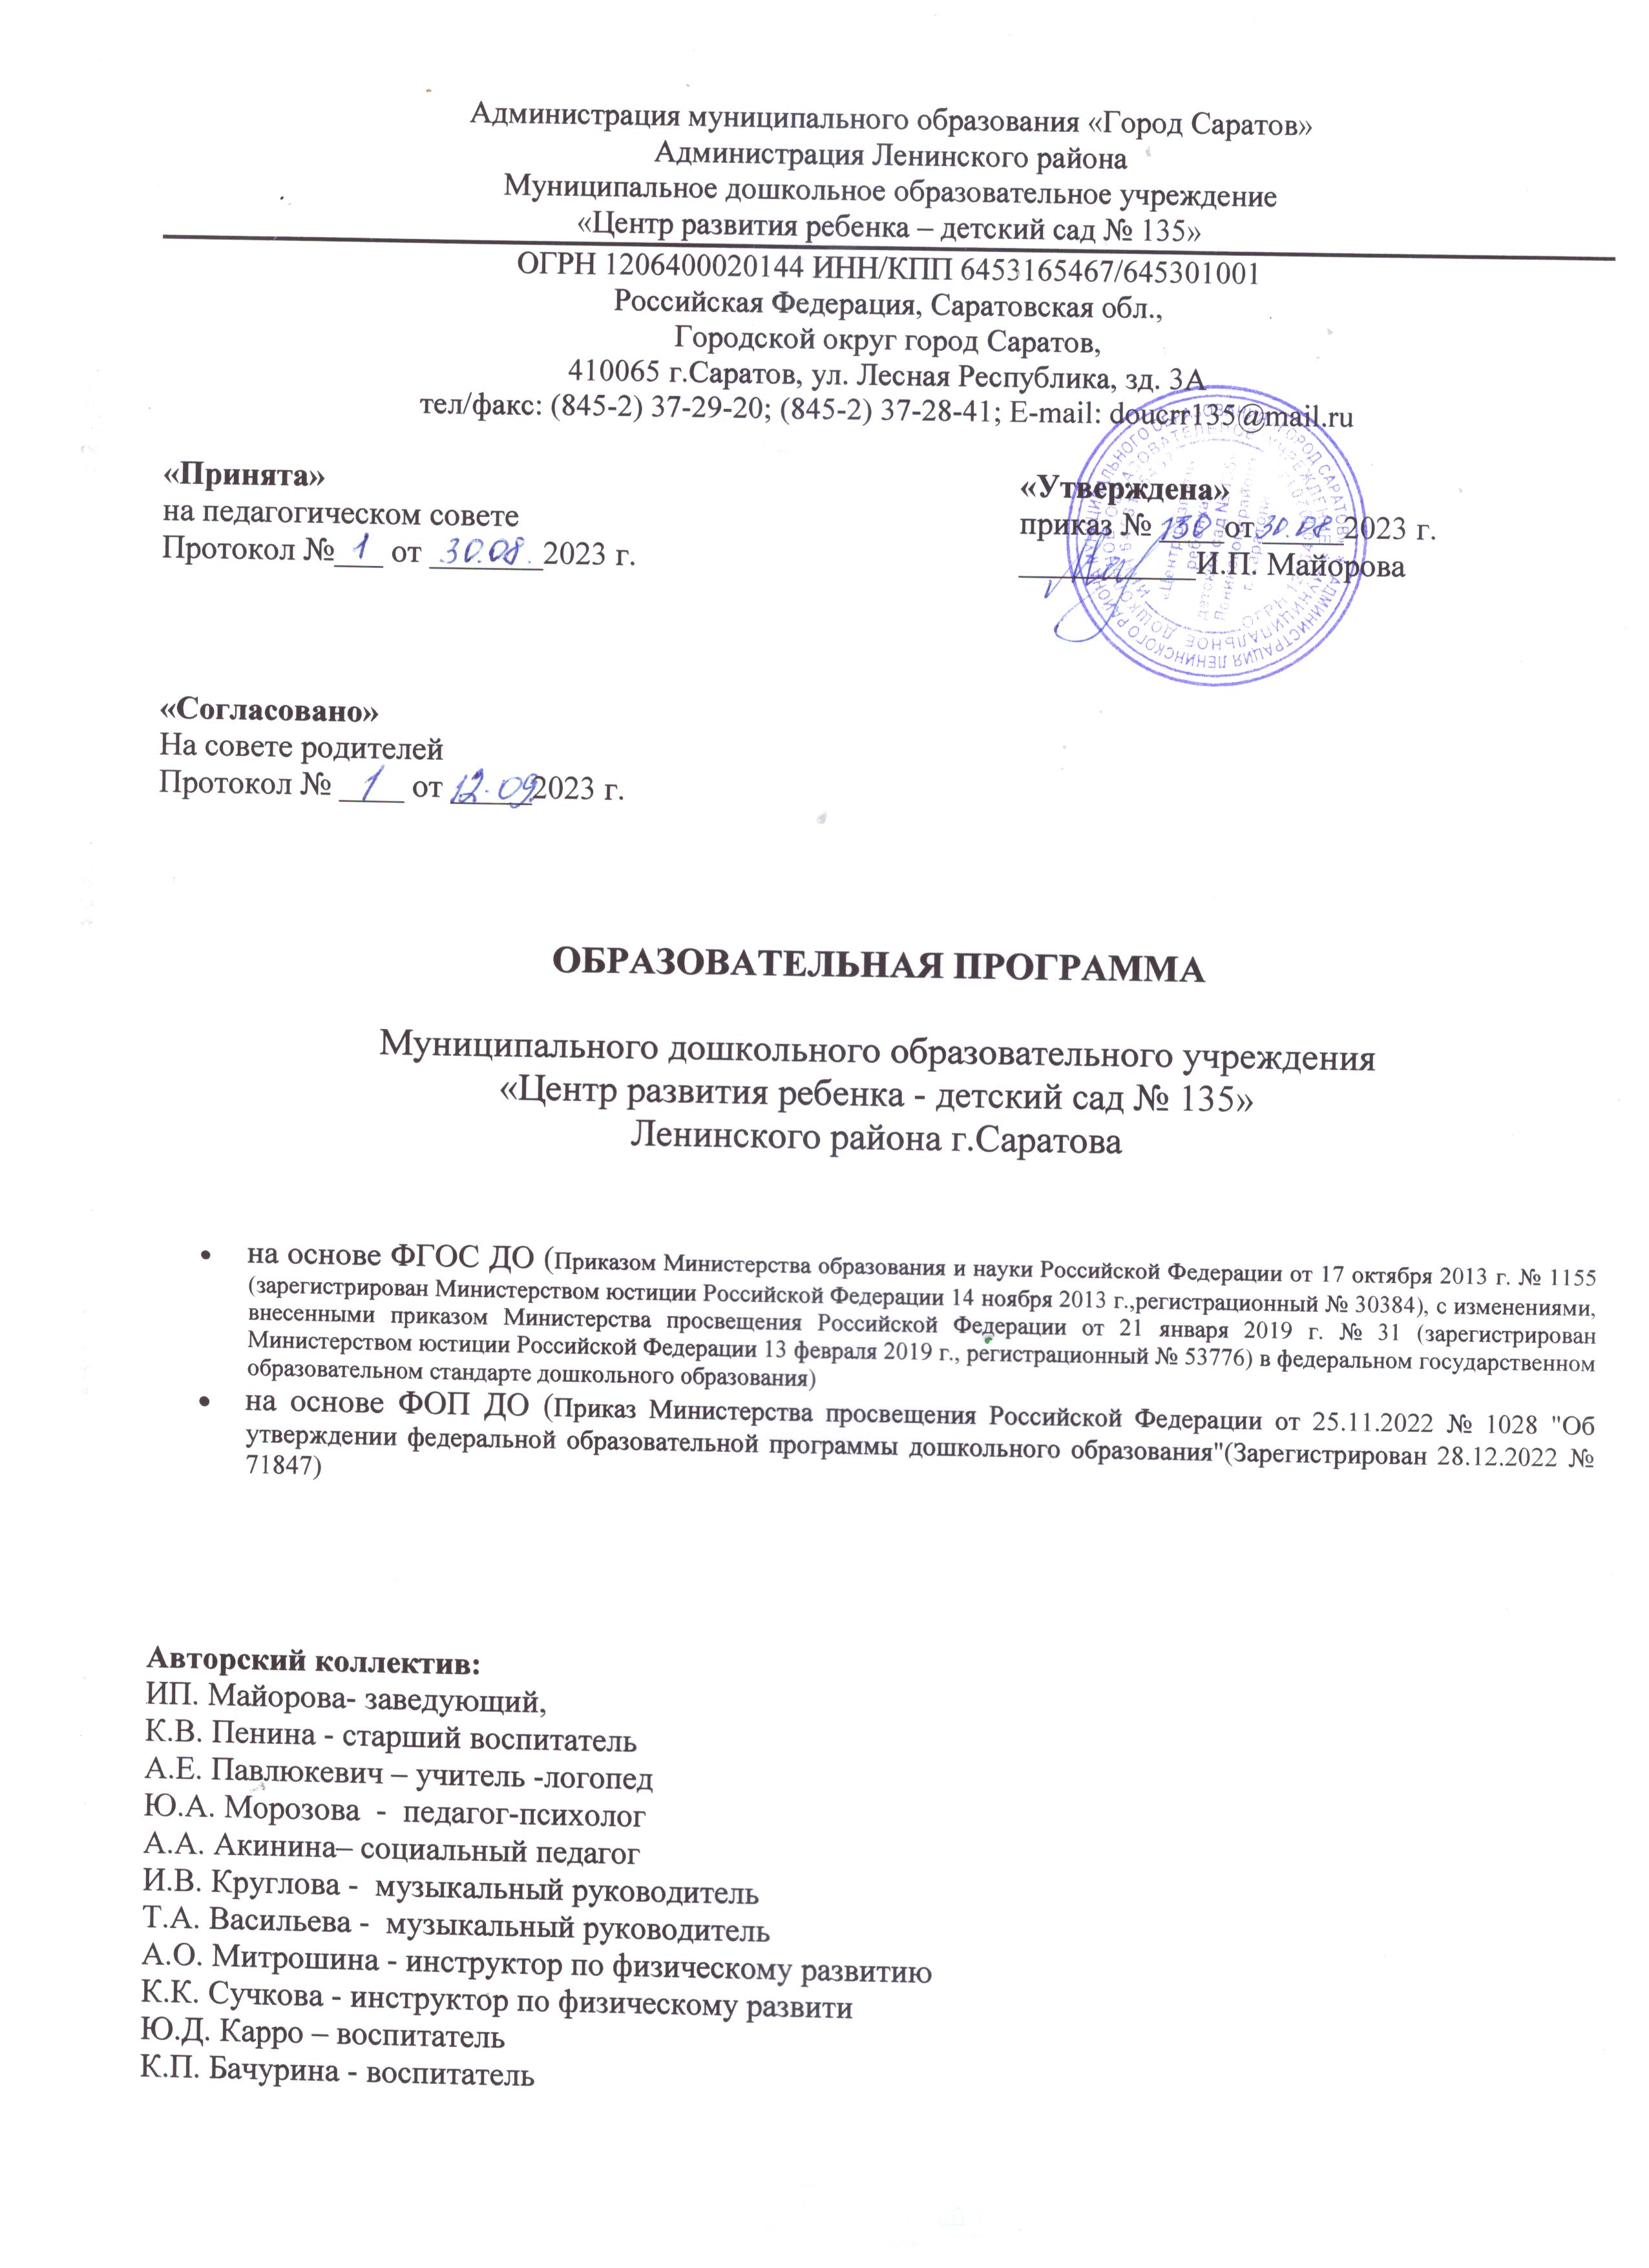 Администрация муниципального образования «Город Саратов»
Администрация Ленинского района
Муниципальное дошкольное образовательное учреждение
«Центр развития ребенка – детский сад № 135»
ОГРН 1206400020144 ИНН/КПП 6453165467/645301001
Российская Федерация, Саратовская обл.,
Городской округ город Саратов,
410065 г.Саратов, ул. Лесная Республика, зд. 3А
тел/факс: (845-2) 37-29-20; (845-2) 37-28-41; E-mail: doucrr135@mail.ru
«Принята»
на педагогическом совете
Протокол № 1 от 30.08. 2023 г.
«Утверждена»
приказ № 130 от 30.08 2023 г.
И.П. Майорова
«Согласовано»
На совете родителей
Протокол № 1 от 12.09 2023 г.
ОБРАЗОВАТЕЛЬНАЯ ПРОГРАММА
Муниципального дошкольного образовательного учреждения
«Центр развития ребенка - детский сад № 135»
Ленинского района г.Саратова
• на основе ФГОС ДО (Приказом Министерства образования и науки Российской Федерации от 17 октября 2013 г. № 1155
(зарегистрирован Министерством юстиции Российской Федерации 14 ноября 2013 г.,регистрационный № 30384), с изменениями,
внесенными приказом Министерства просвещения Российской Федерации от 21 января 2019 г. № 31 (зарегистрирован
Министерством юстиции Российской Федерации 13 февраля 2019 г., регистрационный № 53776) в федеральном государственном
образовательном стандарте дошкольного образования)
• на основе ФОП ДО (Приказ Министерства просвещения Российской Федерации от 25.11.2022 № 1028 "Об
утверждении федеральной образовательной программы дошкольного образования"(Зарегистрирован 28.12.2022 №
71847)
Авторский коллектив:
ИП. Майорова- заведующий,
К.В. Пенина - старший воспитатель
А.Е. Павлюкевич – учитель -логопед
Ю.А. Морозова - педагог-психолог
А.А. Акинина– социальный педагог
И.В. Круглова - музыкальный руководитель
Т.А. Васильева - музыкальный руководитель
А.О. Митрошина - инструктор по физическому развитию
К.К. Сучкова - инструктор по физическому развити
Ю.Д. Карро – воспитатель
К.П. Бачурина - воспитатель